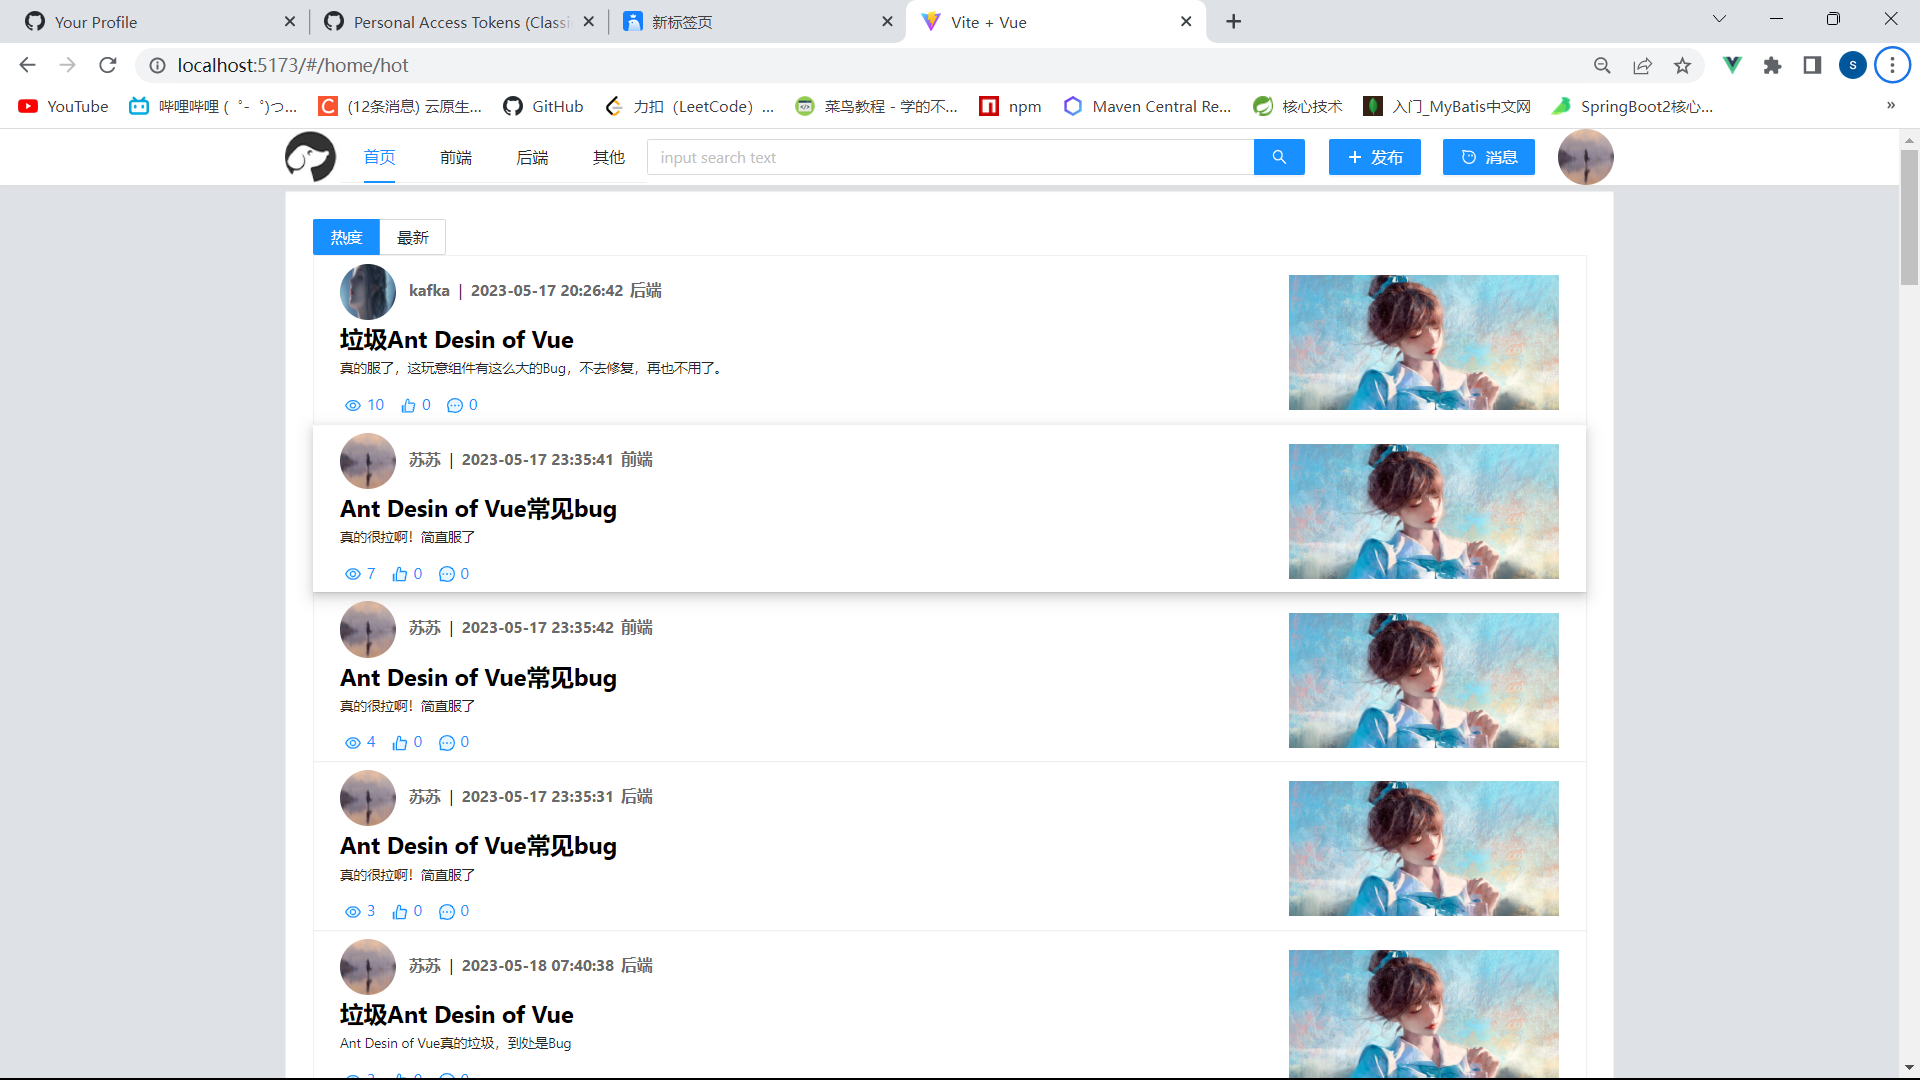 Your Profile
Personal Access Tokens (Classi
新标签页
Vite + Vue
localhost:5173/#/home/hot
S
YouTube
哔哩哔哩 ( ゜- ゜)つ...
(12条消息) 云原生...
GitHub
力扣（LeetCode）...
菜鸟教程 - 学的不...
npm
Maven Central Re...
核心技术
入门_MyBatis中文网
SpringBoot2核心...
»
首页
前端
后端
其他
input search text
发布
消息
热度
最新
kafka | 2023-05-17 20:26:42 后端
垃圾Ant Desin of Vue
真的服了，这玩意组件有这么大的Bug，不去修复，再也不用了。
10 0 0
苏苏 | 2023-05-17 23:35:41 前端
Ant Desin of Vue常见bug
真的很拉啊！简直服了
7 0 0
苏苏 | 2023-05-17 23:35:42 前端
Ant Desin of Vue常见bug
真的很拉啊！简直服了
4 0 0
苏苏 | 2023-05-17 23:35:31 后端
Ant Desin of Vue常见bug
真的很拉啊！简直服了
3 0 0
苏苏 | 2023-05-18 07:40:38 后端
垃圾Ant Desin of Vue
Ant Desin of Vue真的垃圾，到处是Bug